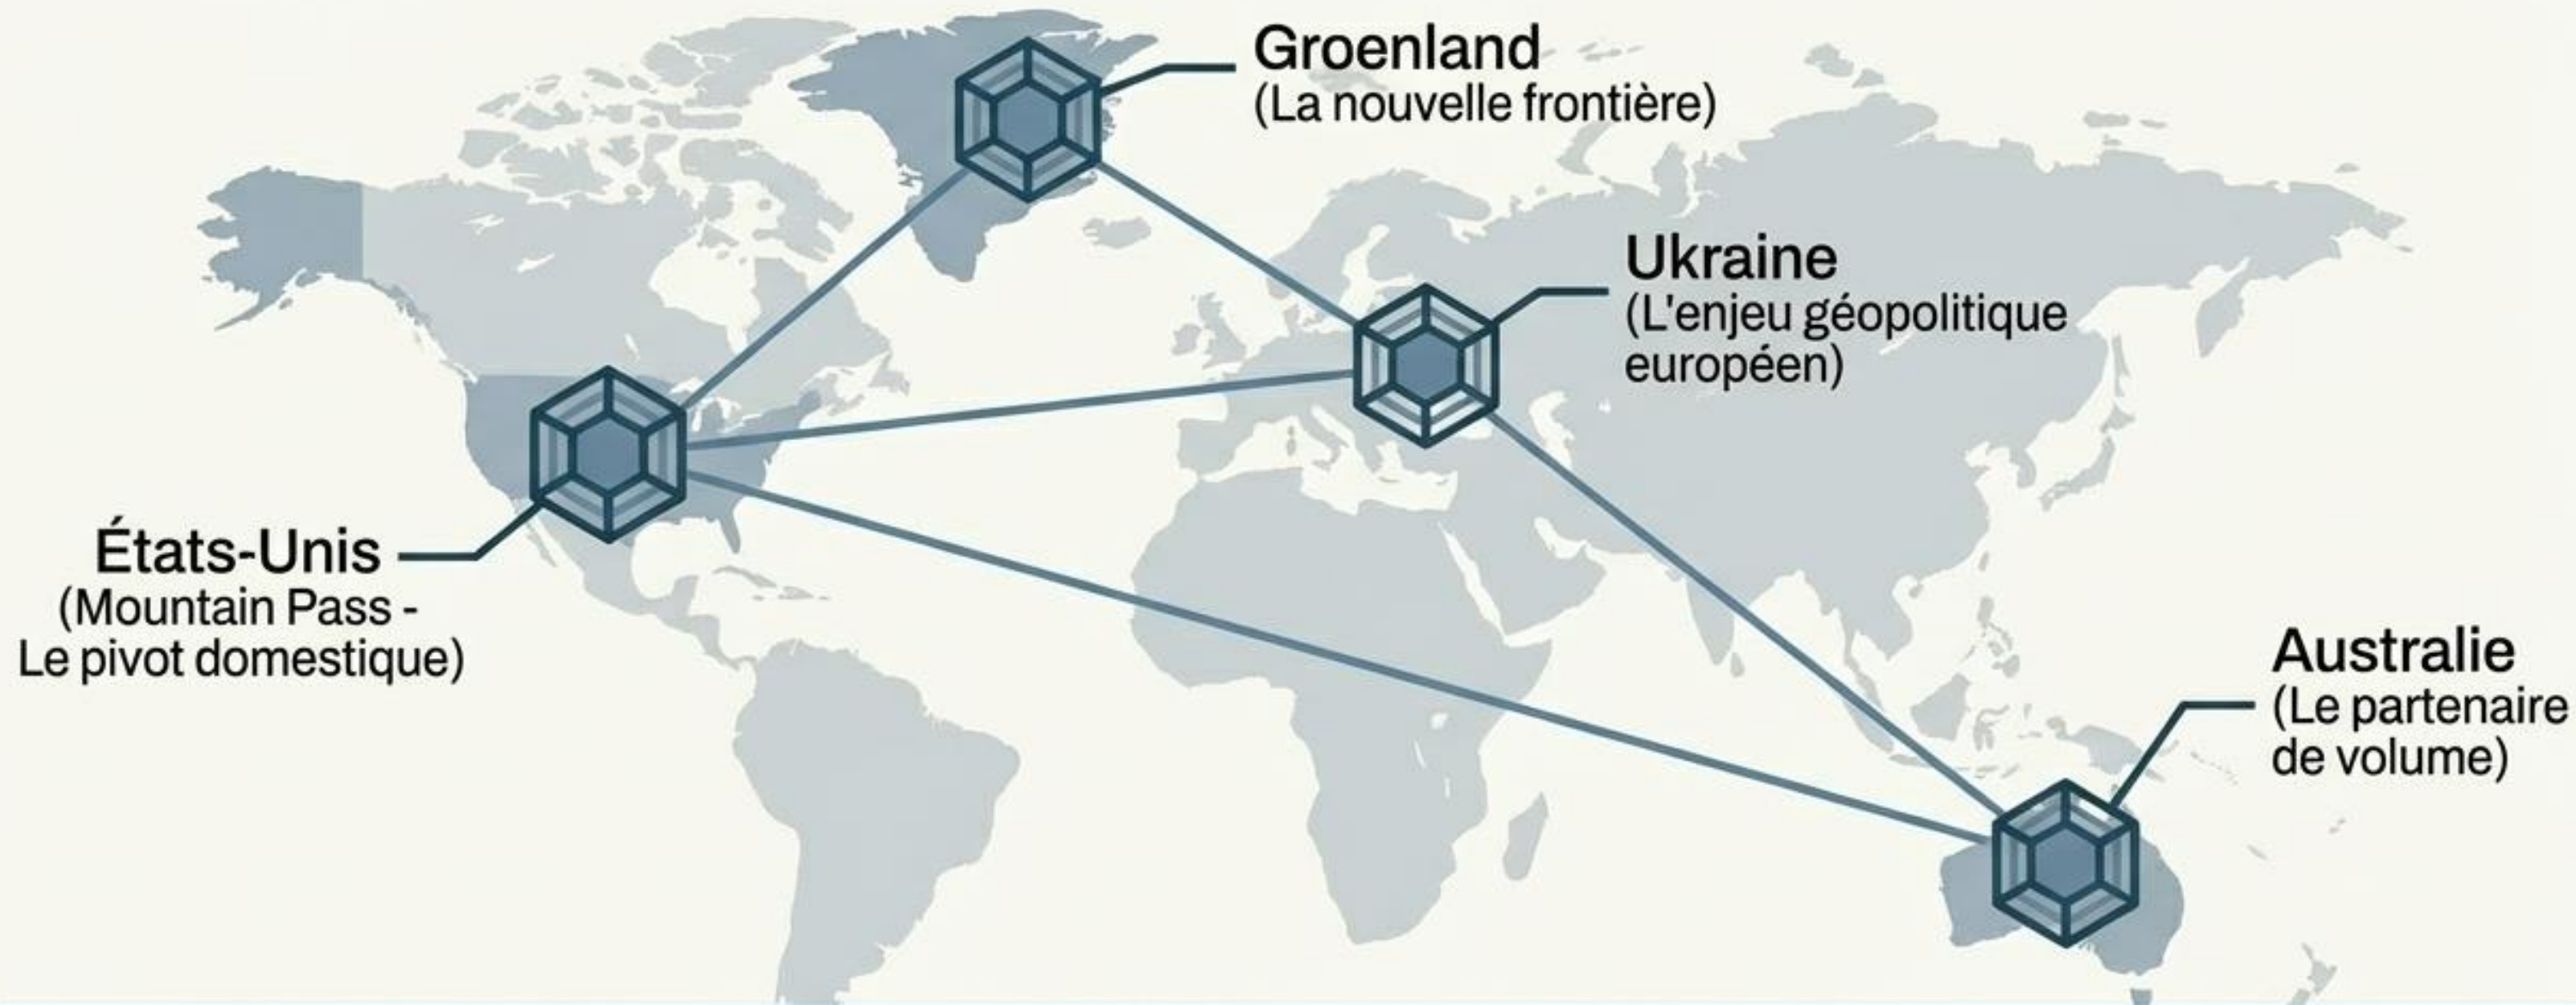 Groenland
(La nouvelle frontière)
Ukraine
(L'enjeu géopolitique
européen)
États-Unis
(Mountain Pass -
Le pivot domestique)
Australie
(Le partenaire
de volume)